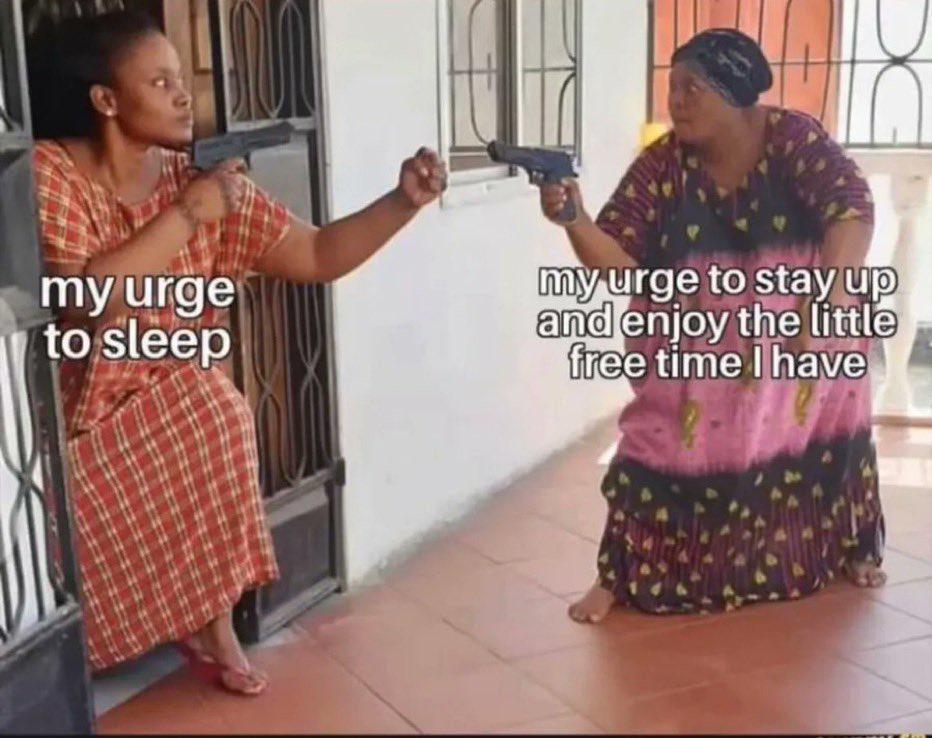 my urge
to sleep
my urge to stay up
and enjoy the little
free time I have